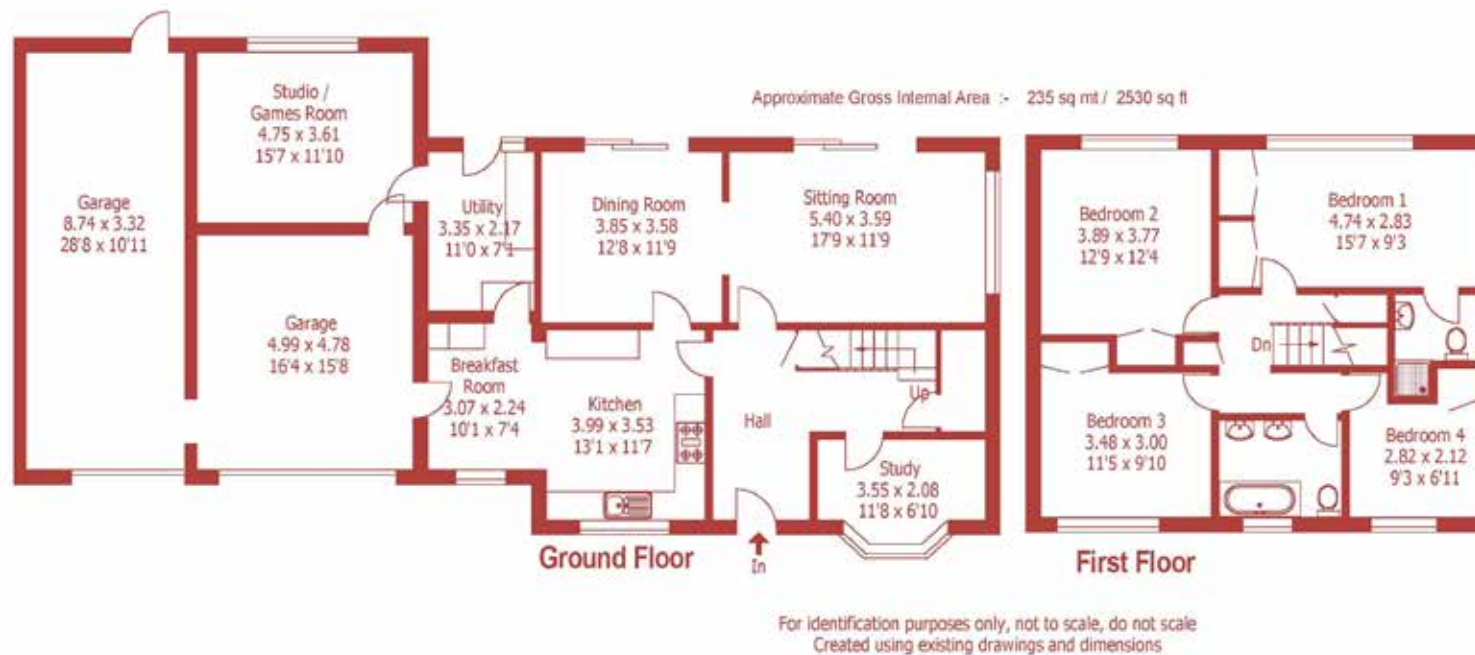 Approximate Gross Internal Area :- 235 sq mt / 2530 sq ft
Garage
8.74 x 3.32
28'8 x 10'11
Studio /
Games Room
4.75 x 3.61
15'7 x 11'10
Garage
4.99 x 4.78
16'4 x 15'8
Utility
3.35 x 2.17
11'0 x 7'1
Breakfast
Room
3.07 x 2.24
10'1 x 7'4
Dining Room
3.85 x 3.58
12'8 x 11'9
Kitchen
3.99 x 3.53
13'1 x 11'7
Sitting Room
5.40 x 3.59
17'9 x 11'9
Hall
Up
Study
3.55 x 2.08
11'8 x 6'10
In
Ground Floor
Bedroom 2
3.89 x 3.77
12'9 x 12'4
Bedroom 1
4.74 x 2.83
15'7 x 9'3
Dn
Bedroom 3
3.48 x 3.00
11'5 x 9'10
Bedroom 4
2.82 x 2.12
9'3 x 6'11
First Floor
For identification purposes only, not to scale, do not scale
Created using existing drawings and dimensions